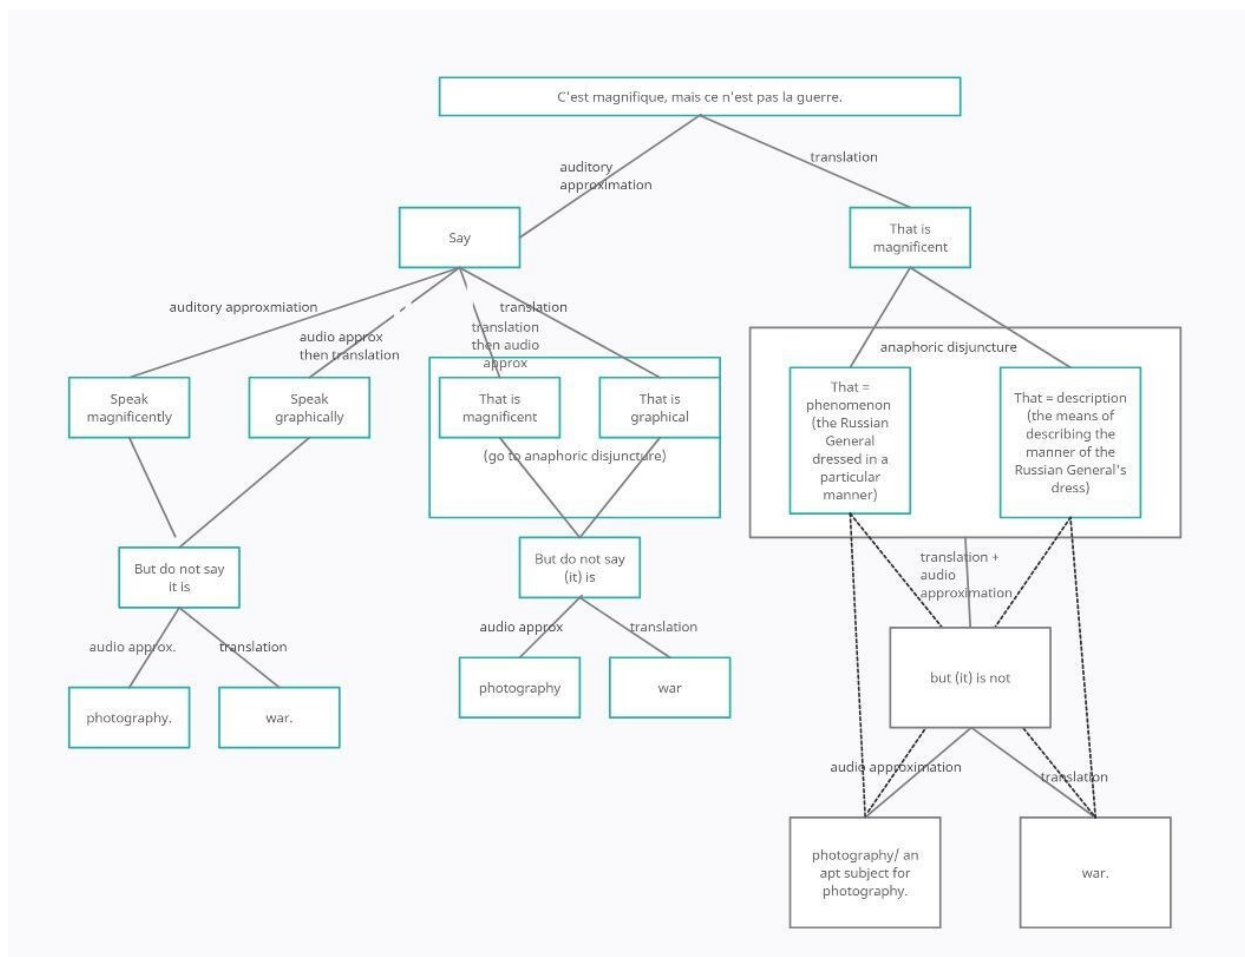 C'est magnifique, mais ce n'est pas la guerre.
auditory
approximation
translation
Say
That is
magnificent
auditory approxmiation
audio approx
then translation
translation
then audio
approx
translation
anaphoric disjuncture
Speak
magnificently
Speak
graphically
That is
magnificent
That is
graphical
(go to anaphoric disjuncture)
That =
phenomenon
(the Russian
General
dressed in a
particular
manner)
That = description
(the means of
describing the
manner of the
Russian General's
dress)
But do not say
it is
But do not say
(it) is
translation +
audio
approximation
audio approx.
translation
audio approx
translation
but (it) is not
photography.
war.
photography
war
audio approximation
translation
photography/ an
apt subject for
photography.
war.